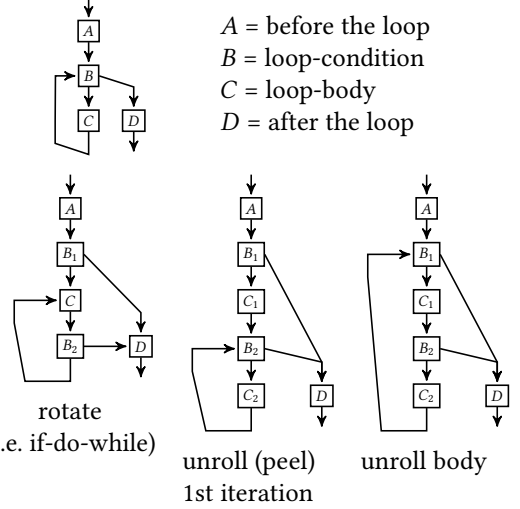 A
B
C
D
A = before the loop
B = loop-condition
C = loop-body
D = after the loop
A
B₁
C
B₂
D
rotate
.e. if-do-while)
A
B₁
C₁
B₂
C₂
D
unroll (peel)
1st iteration
A
B₁
C₁
B₂
C₂
D
unroll body